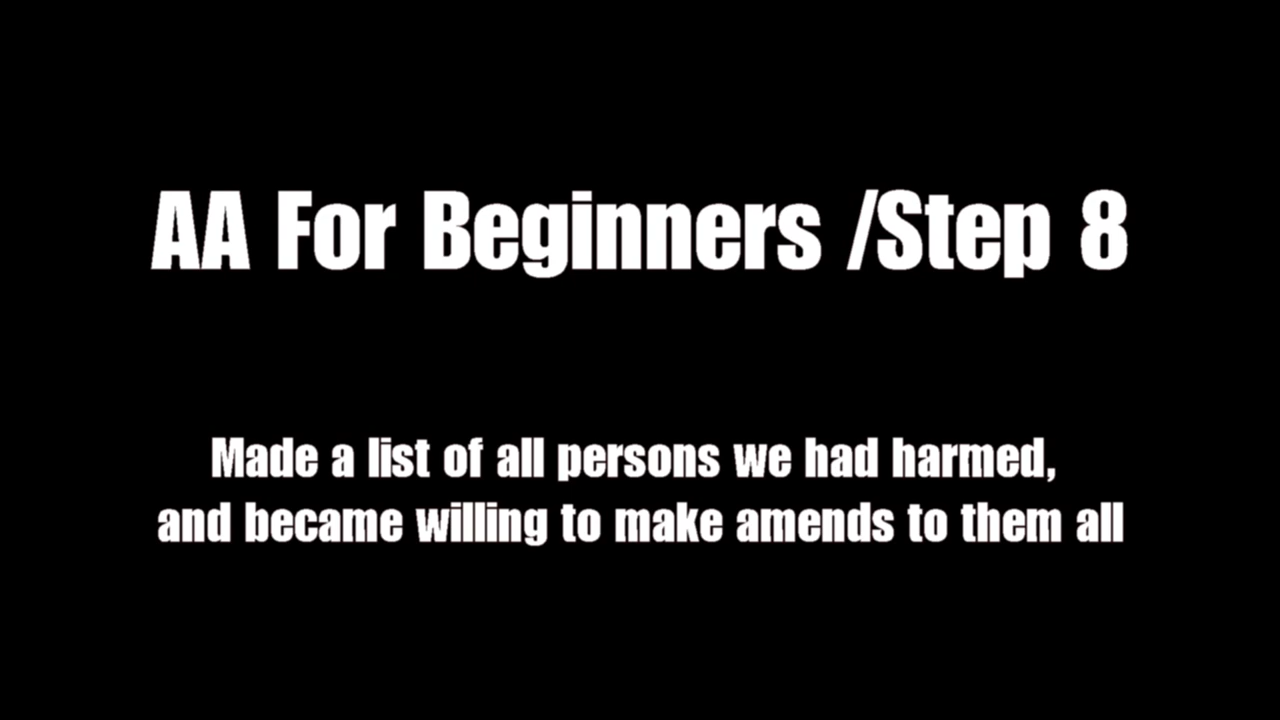 AA For Beginners /Step 8
Made a list of all persons we had harmed,
and became willing to make amends to them all